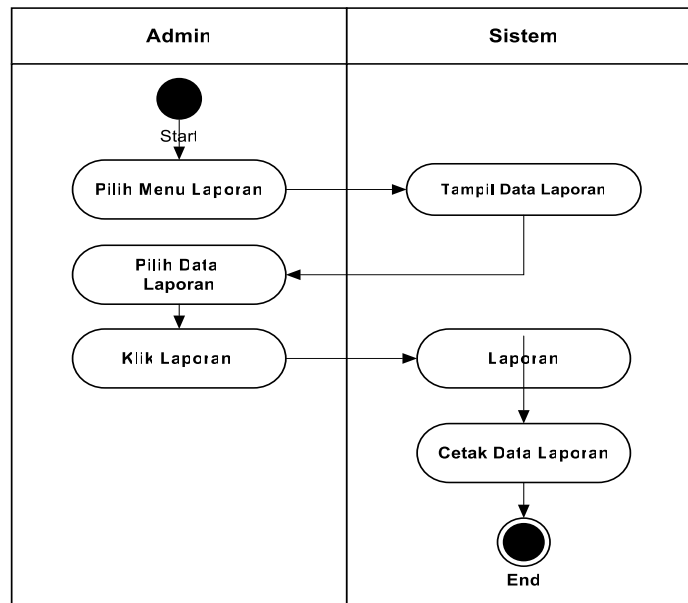 Admin
Sistem
Start
Pilih Menu Laporan
Tampil Data Laporan
Pilih Data
Laporan
Klik Laporan
Laporan
Cetak Data Laporan
End